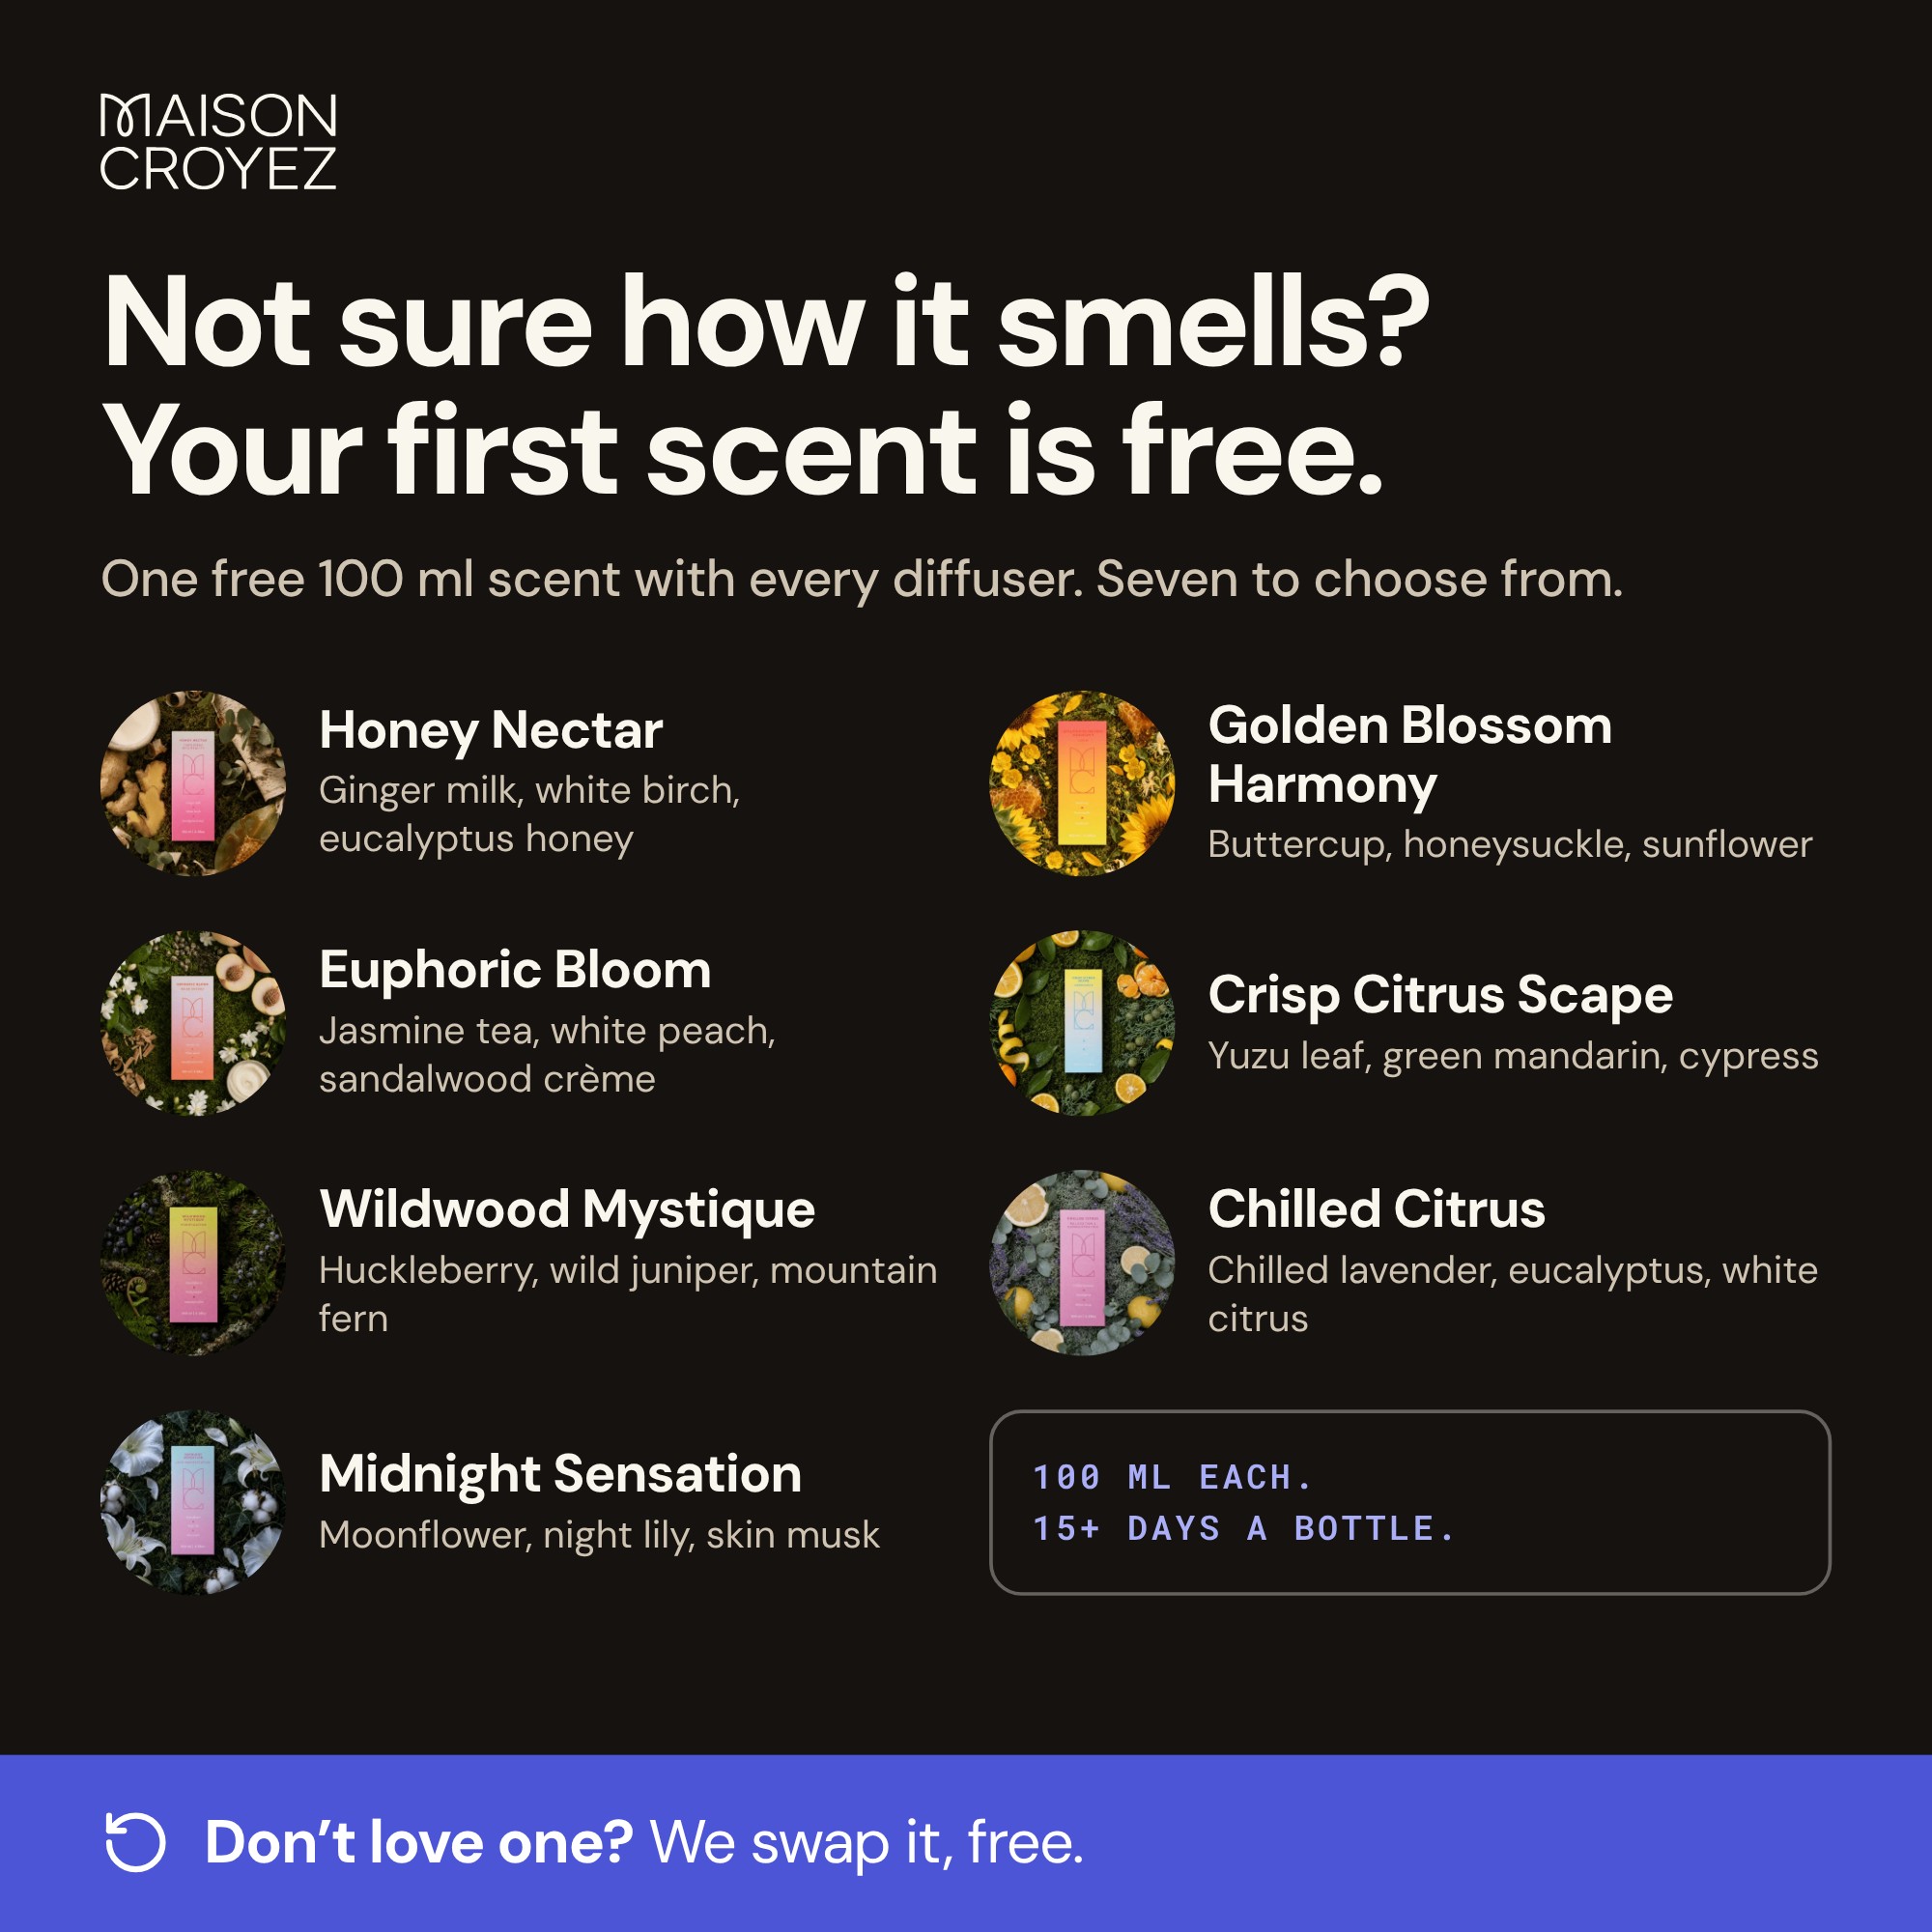 MAISON
CROYEZ
Not sure how it smells?
Your first scent is free.
One free 100 ml scent with every diffuser. Seven to choose from.
Honey Nectar
Ginger milk, white birch,
eucalyptus honey
Golden Blossom
Harmony
Buttercup, honeysuckle, sunflower
Euphoric Bloom
Jasmine tea, white peach,
sandalwood crème
Crisp Citrus Scape
Yuzu leaf, green mandarin, cypress
Wildwood Mystique
Huckleberry, wild juniper, mountain
fern
Chilled Citrus
Chilled lavender, eucalyptus, white
citrus
Midnight Sensation
Moonflower, night lily, skin musk
100 ML EACH.
15+ DAYS A BOTTLE.
Don’t love one? We swap it, free.